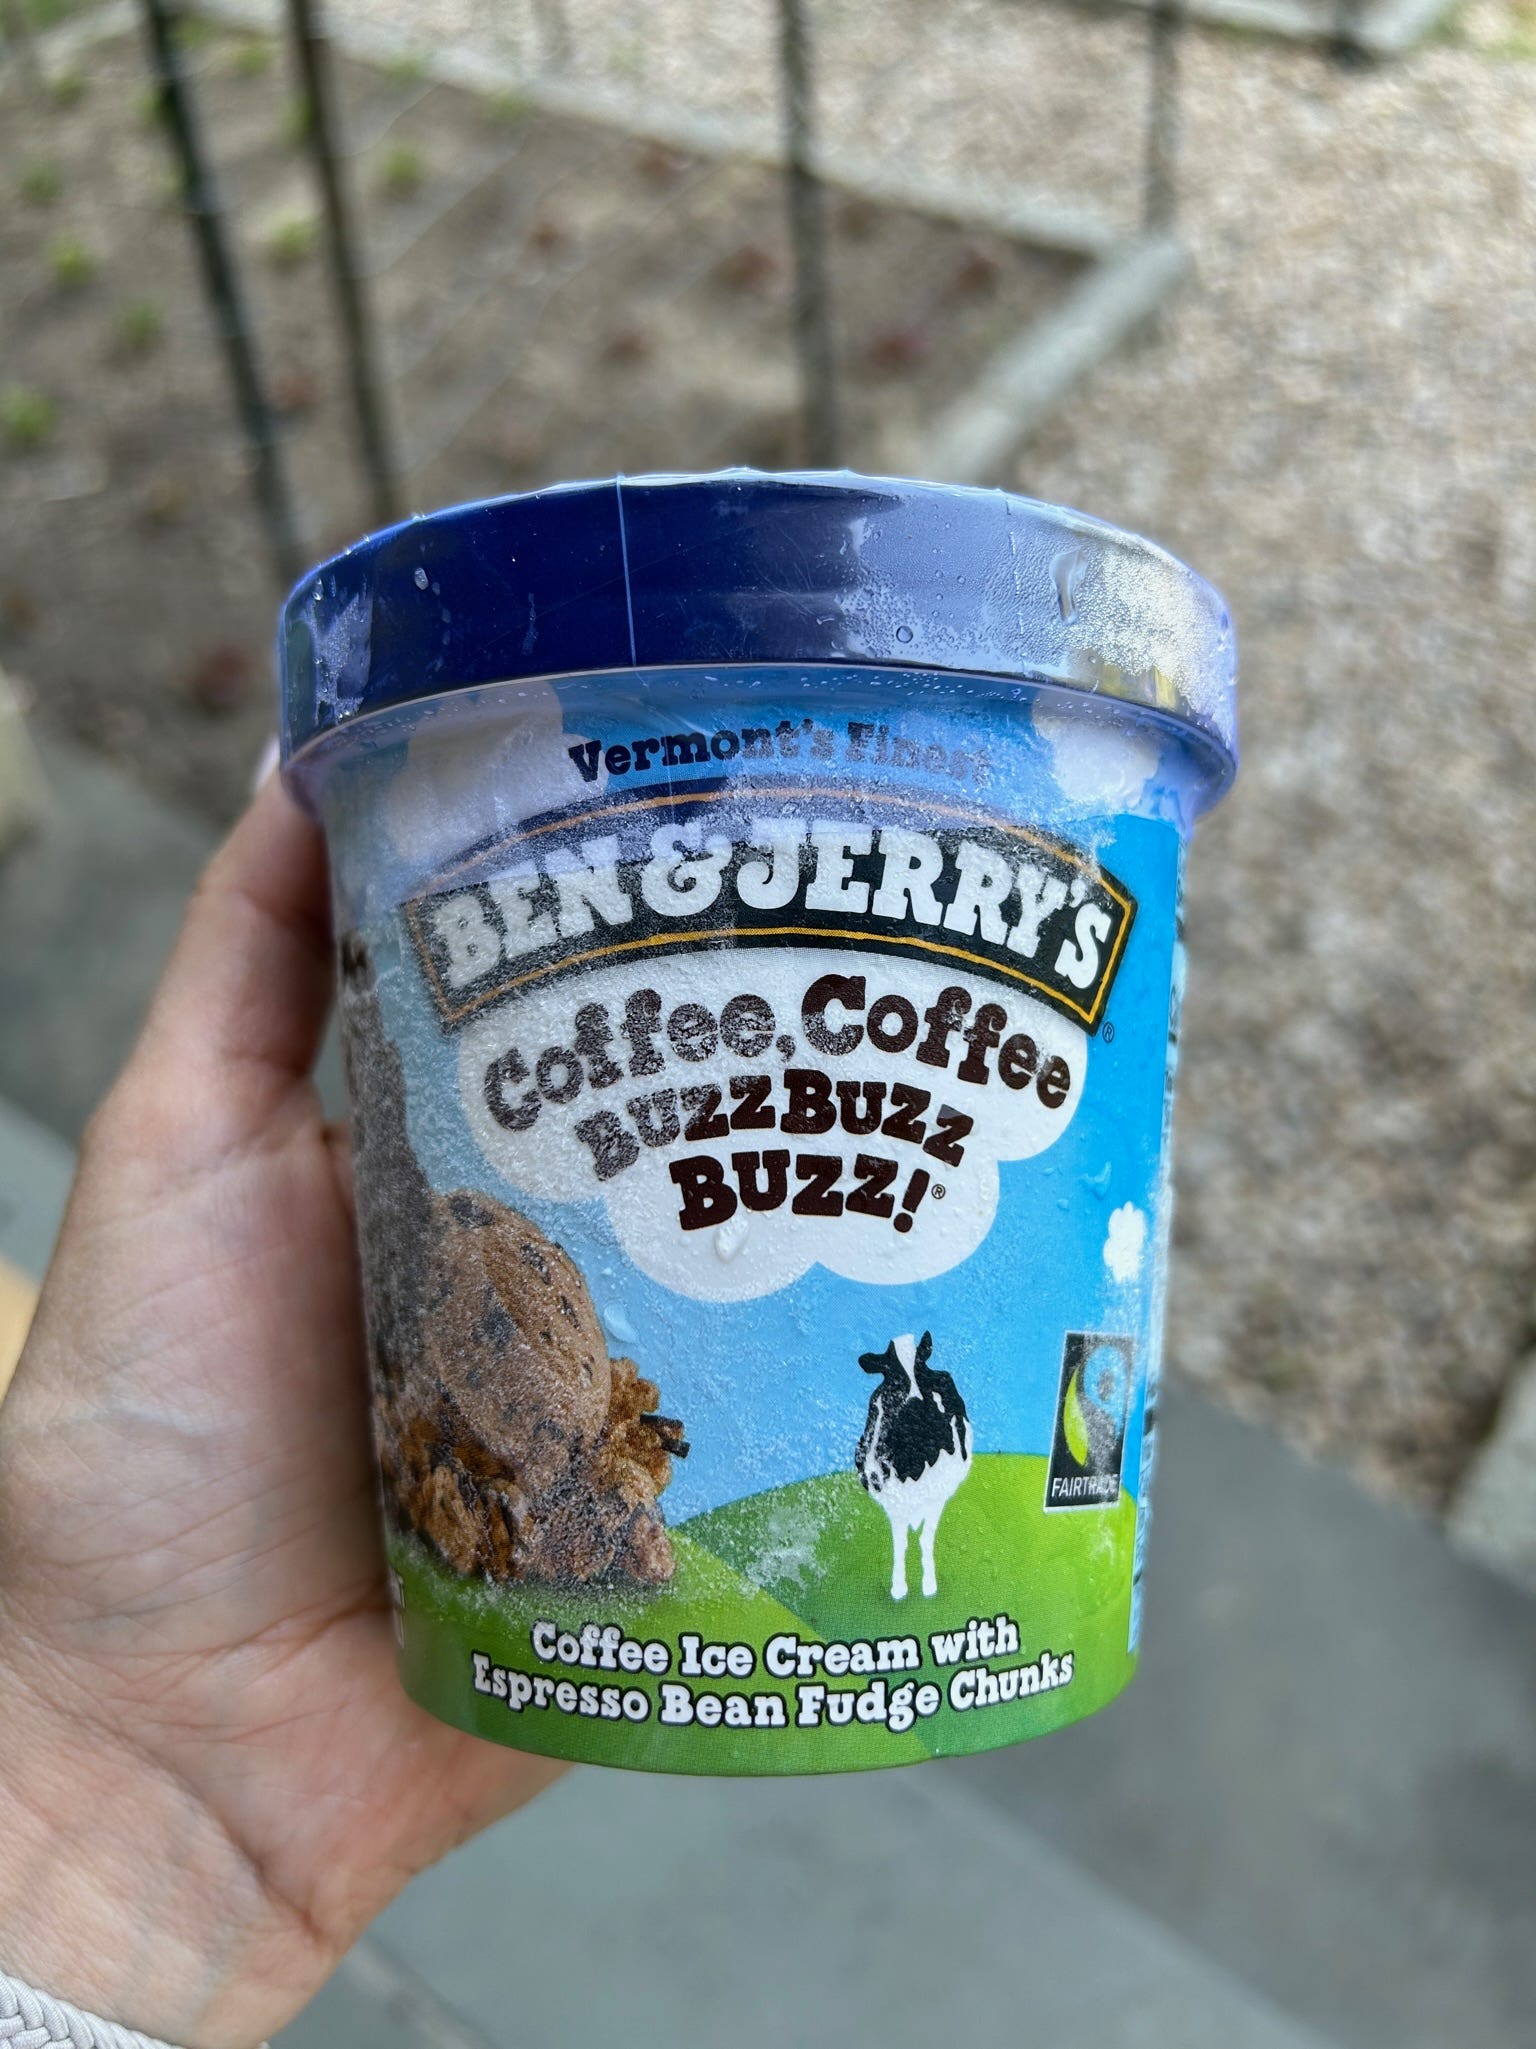 Vermont's Finest
BEN & JERRY'S
®
Coffee, Coffee
BUZZBUZZ
BUZZ!®
FAIRTRADE
Coffee Ice Cream with
Espresso Bean Fudge Chunks